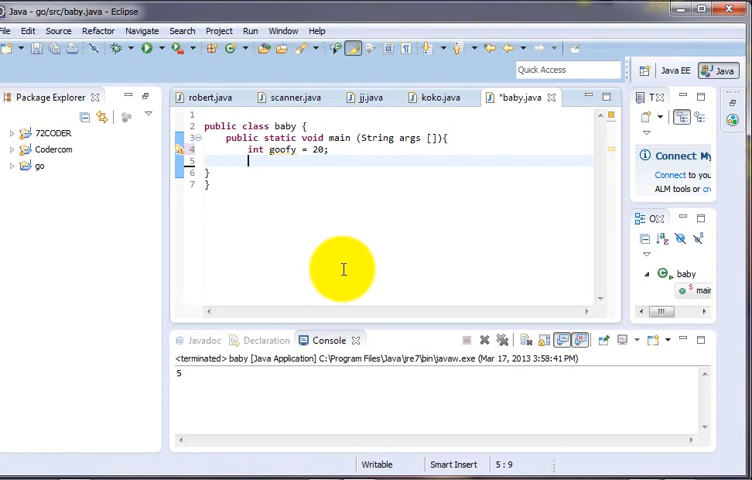 Java - go/src/baby.java - Eclipse
File Edit Source Refactor Navigate Search Project Run Window Help
Quick Access
Java EE
Java
Package Explorer
robert.java
scanner.java
jj.java
koko.java
*baby.java
T
72CODER
Codercom
go
1
2 public class baby {
3 public static void main (String args []){
4 int goofy = 20;
5
6 }
7 }
Connect My
Connect to you
ALM tools or cre
O
baby
main
@ Javadoc
Declaration
Console
<terminated> baby [Java Application] C:\Program Files\Java\jre7\bin\javaw.exe (Mar 17, 2013 3:58:41 PM)
5
Writable
Smart Insert
5 : 9